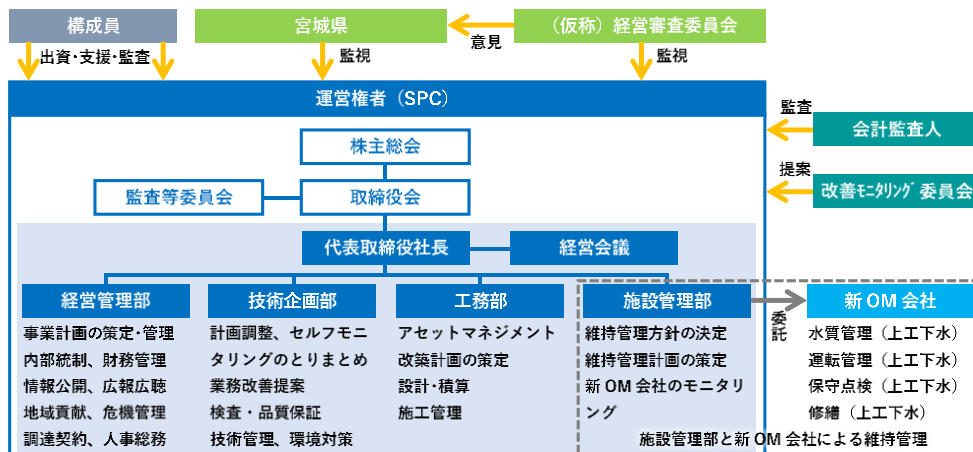 構成員
宮城県
（仮称）経営審査委員会
意見
出資・支援・監査
監視
監視
運営権者（SPC）
監査
会計監査人
株主総会
提案
改善ﾓﾆﾀﾘﾝｸﾞ委員会
監査等委員会
取締役会
代表取締役社長
経営会議
経営管理部
事業計画の策定・管理
内部統制、財務管理
情報公開、広報広聴
地域貢献、危機管理
調達契約、人事総務
技術企画部
計画調整、セルフモニ
タリングのとりまとめ
業務改善提案
検査・品質保証
技術管理、環境対策
工務部
アセットマネジメント
改築計画の策定
設計・積算
施工管理
施設管理部
維持管理方針の決定
維持管理計画の策定
新OM会社のモニタリ
ング
委託
新OM会社
水質管理（上工下水）
運転管理（上工下水）
保守点検（上工下水）
修繕（上工下水）
施設管理部と新OM会社による維持管理